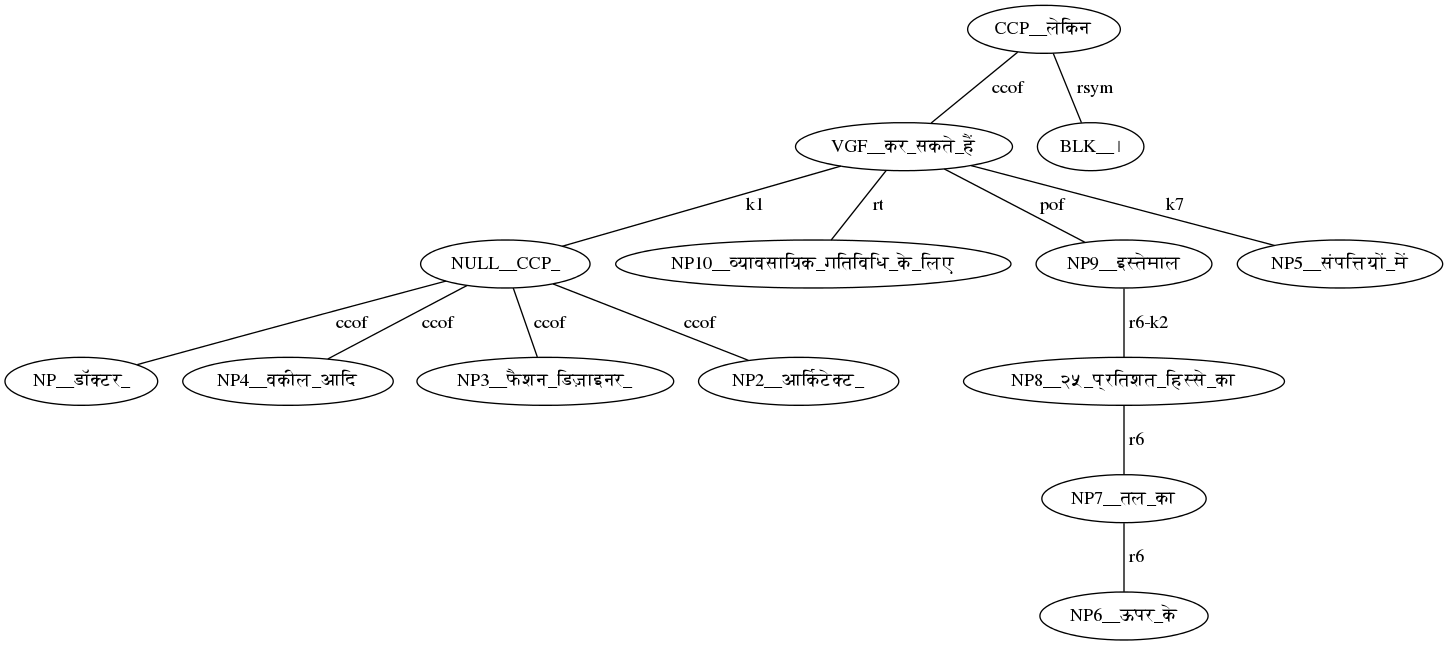 CCP__लेकिन
ccof rsym
VGF__कर_सकते_हैं BLK__।
k1 rt pof k7
NULL__CCP_ NP10__व्यावसायिक_गतिविधि_के_लिए NP9__इस्तेमाल NP5__संपत्तियों_में
ccof ccof ccof ccof r6-k2
NP__डॉक्टर_ NP4__वकील_आदि NP3__फैशन_डिज़ाइनर_ NP2__आर्किटेक्ट_ NP8__२५_प्रतिशत_हिस्से_का
r6
NP7__तल_का
r6
NP6__ऊपर_के